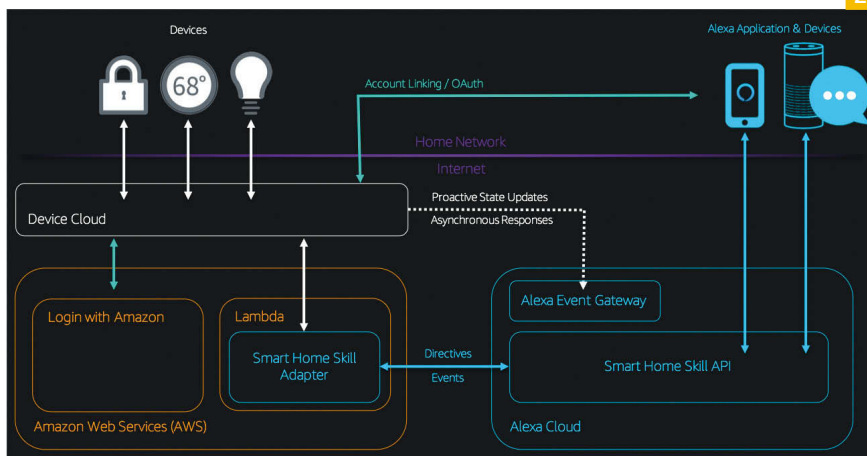 Devices
Alexa Application & Devices
68°
Account Linking / OAuth
Home Network
Internet
Proactive State Updates
Device Cloud
Asynchronous Responses
Alexa Event Gateway
Login with Amazon
Lambda
Smart Home Skill
Adapter
Directives
Events
Smart Home Skill API
Amazon Web Services (AWS)
Alexa Cloud